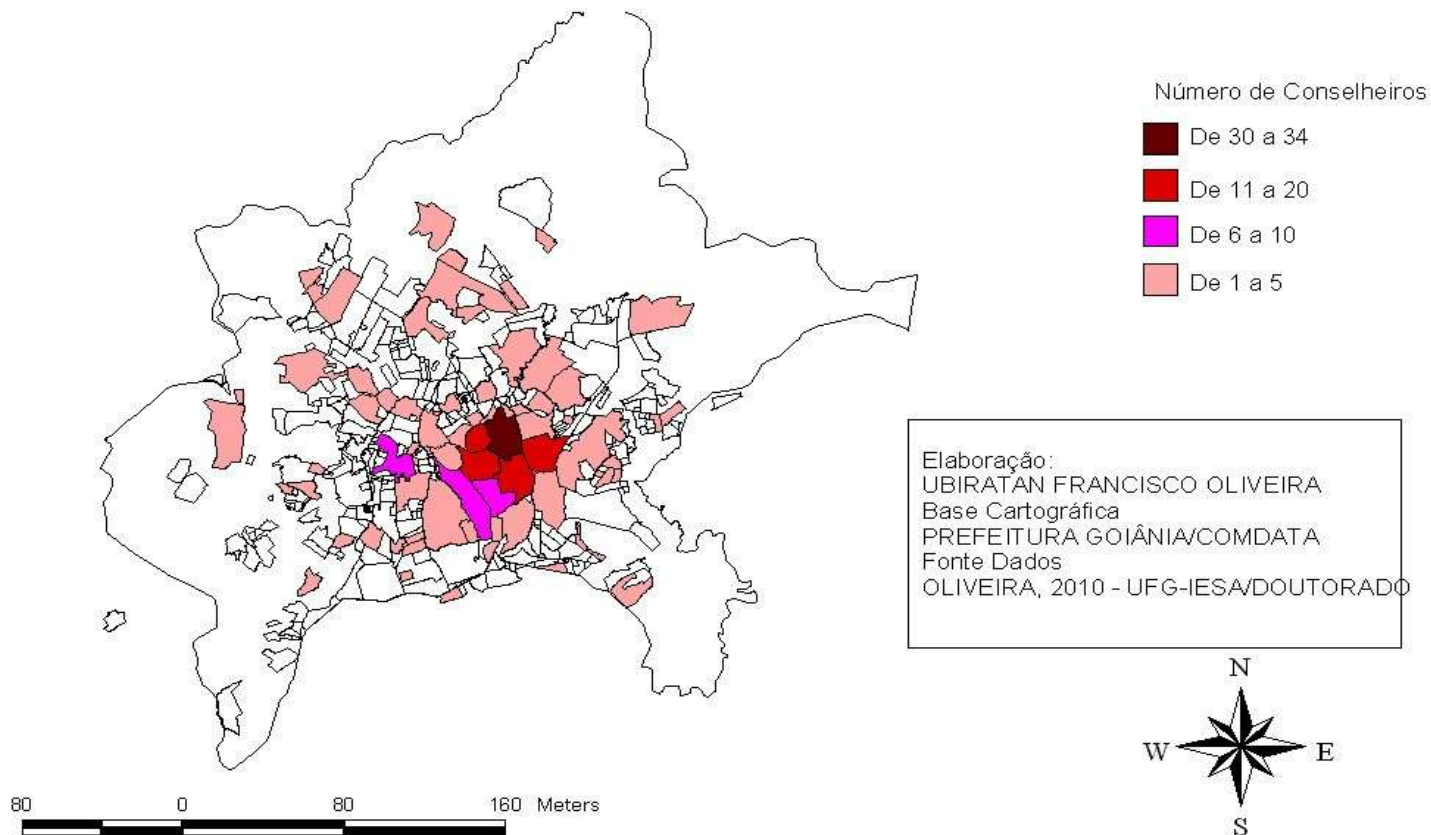 Número de Conselheiros
De 30 a 34
De 11 a 20
De 6 a 10
De 1 a 5
Elaboração:
UBIRATAN FRANCISCO OLIVEIRA
Base Cartográfica
PREFEITURA GOIÂNIA/COMDATA
Fonte Dados
OLIVEIRA, 2010 - UFG-IESA/DOUTORADO
N
W E
S
80 0 80 160 Meters